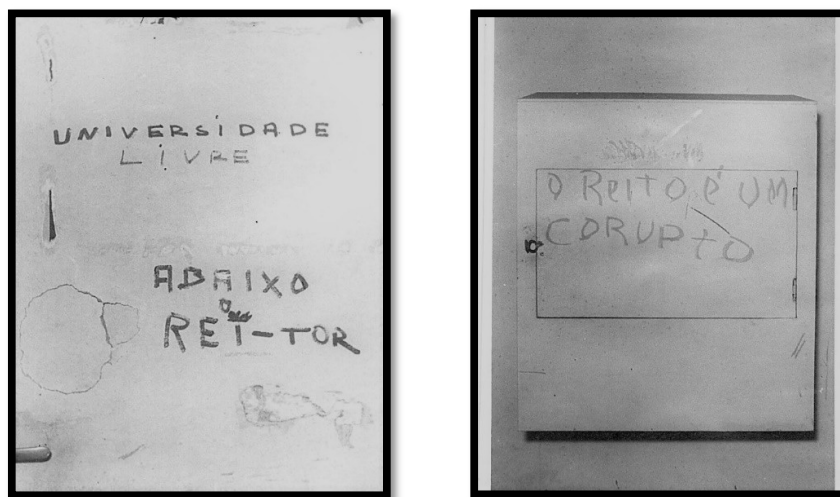 UNIVERSIDADE
LIVRE
ABAIXO
O
REI-TOR
O ReiTO é UM
CORUPtO